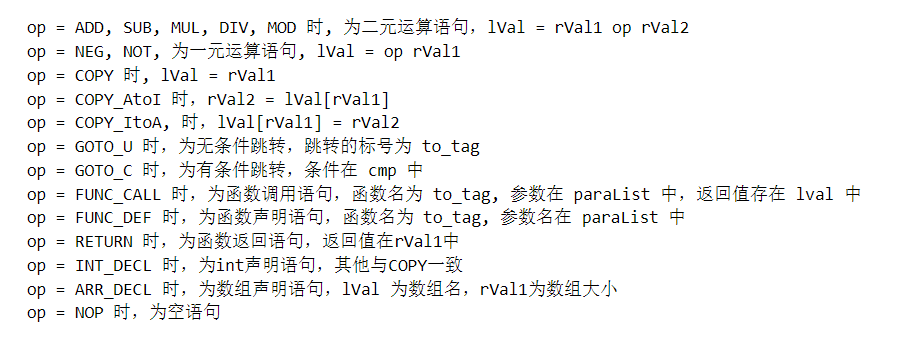 op = ADD, SUB, MUL, DIV, MOD 时, 为二元运算语句，lVal = rVal1 op rVal2
op = NEG, NOT, 为一元运算语句, lVal = op rVal1
op = COPY 时, lVal = rVal1
op = COPY_AtoI 时，rVal2 = lVal[rVal1]
op = COPY_ItoA, 时，lVal[rVal1] = rVal2
op = GOTO_U 时，为无条件跳转，跳转的标号为 to_tag
op = GOTO_C 时，为有条件跳转，条件在 cmp 中
op = FUNC_CALL 时，为函数调用语句，函数名为 to_tag, 参数在 paraList 中，返回值存在 lval 中
op = FUNC_DEF 时，为函数声明语句，函数名为 to_tag, 参数名在 paraList 中
op = RETURN 时，为函数返回语句，返回值在rVal1中
op = INT_DECL 时，为int声明语句，其他与COPY一致
op = ARR_DECL 时，为数组声明语句，lVal 为数组名，rVal1为数组大小
op = NOP 时，为空语句